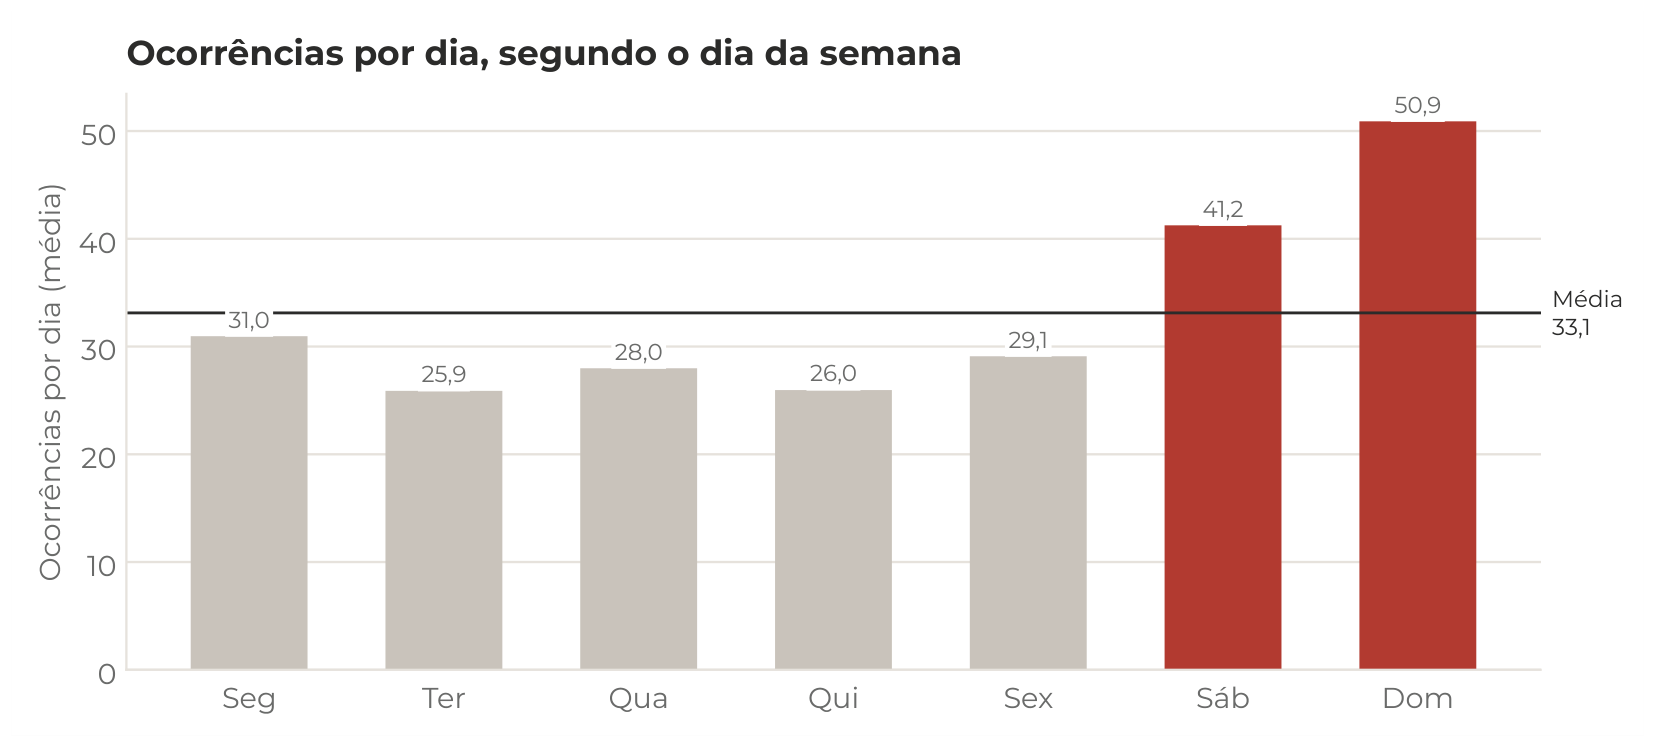 Ocorrências por dia, segundo o dia da semana
Ocorrências por dia (média)
50
40
30
20
10
0
31,0
25,9
28,0
26,0
29,1
41,2
50,9
Média
33,1
Seg
Ter
Qua
Qui
Sex
Sáb
Dom